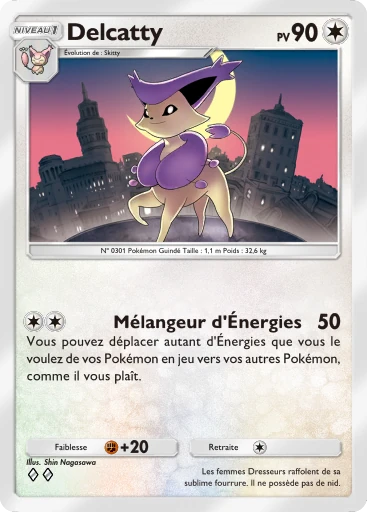 NIVEAU 1
Delcatty
PV 90
Évolution de : Skitty
N° 0301 Pokémon Guindé Taille : 1,1 m Poids : 32,6 kg
Mélangeur d'Énergies 50
Vous pouvez déplacer autant d'Énergies que vous le
voulez de vos Pokémon en jeu vers vos autres Pokémon,
comme il vous plaît.
Faiblesse +20 Retraite
Illus. Shin Nagasawa
Les femmes Dresseurs raffolent de sa
sublime fourrure. Il ne possède pas de nid.